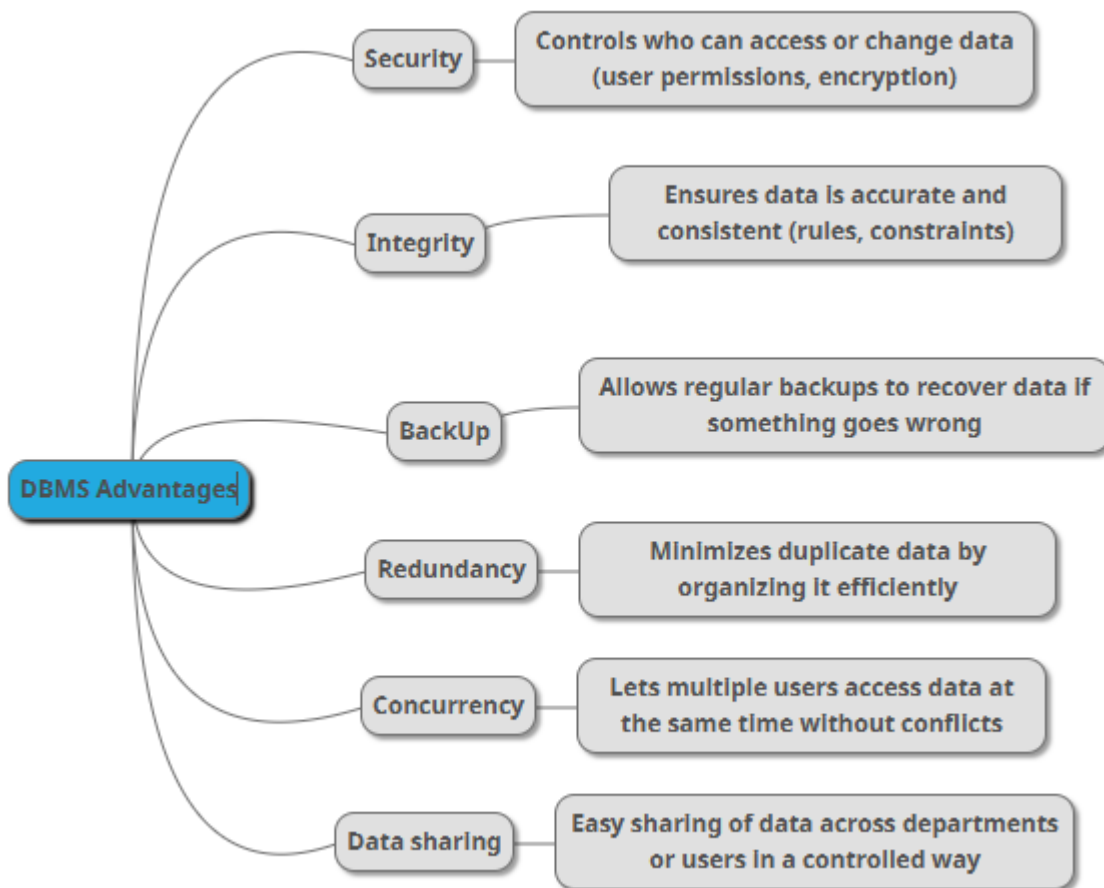 Security
Controls who can access or change data
(user permissions, encryption)
Integrity
Ensures data is accurate and
consistent (rules, constraints)
BackUp
Allows regular backups to recover data if
something goes wrong
DBMS Advantages
Redundancy
Minimizes duplicate data by
organizing it efficiently
Concurrency
Lets multiple users access data at
the same time without conflicts
Data sharing
Easy sharing of data across departments
or users in a controlled way